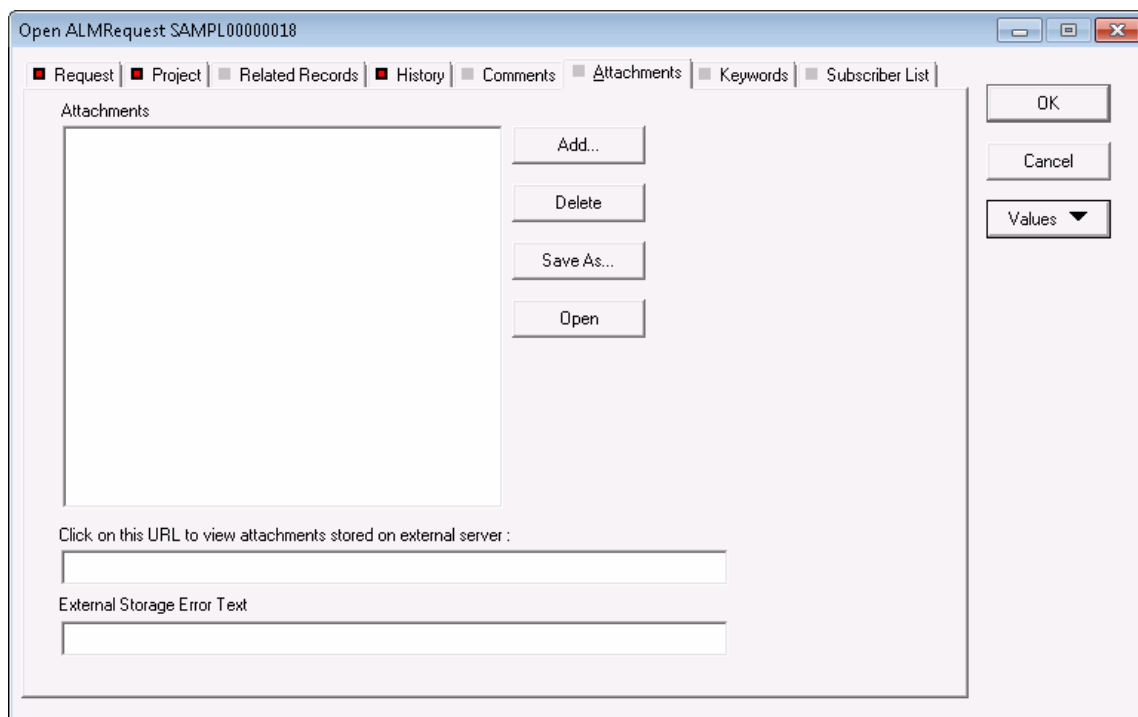 Open ALMRequest SAMPL00000018
Request Project Related Records History Comments Attachments Keywords Subscriber List
Attachments
Add...
Delete
Save As...
Open
OK
Cancel
Values
Click on this URL to view attachments stored on external server :
External Storage Error Text